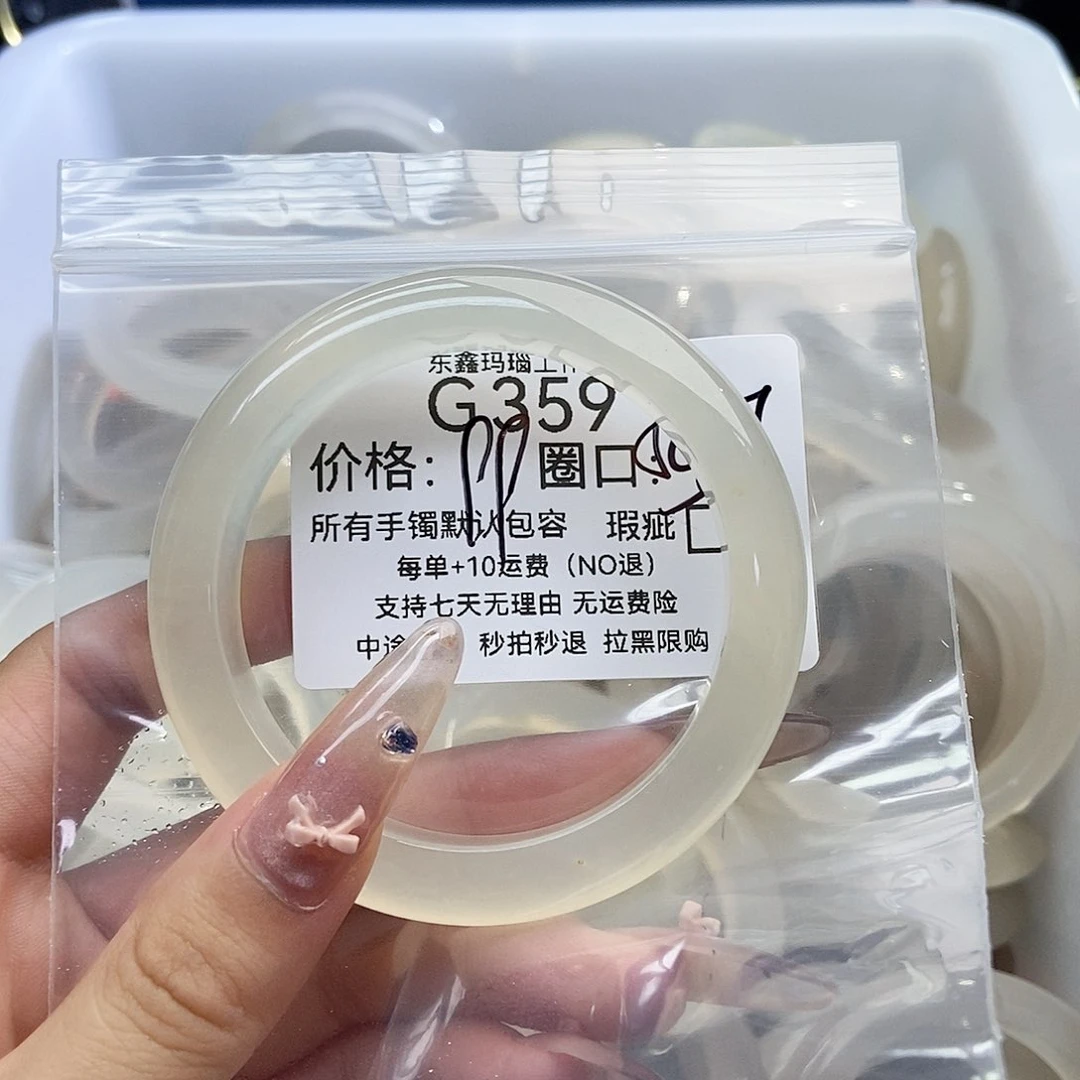 东鑫玛瑙工作
G359
价格： 圈口:
所有手镯默认包容 瑕疵
每单+10运费（NO退）
支持七天无理由 无运费险
中途 秒拍秒退 拉黑限购